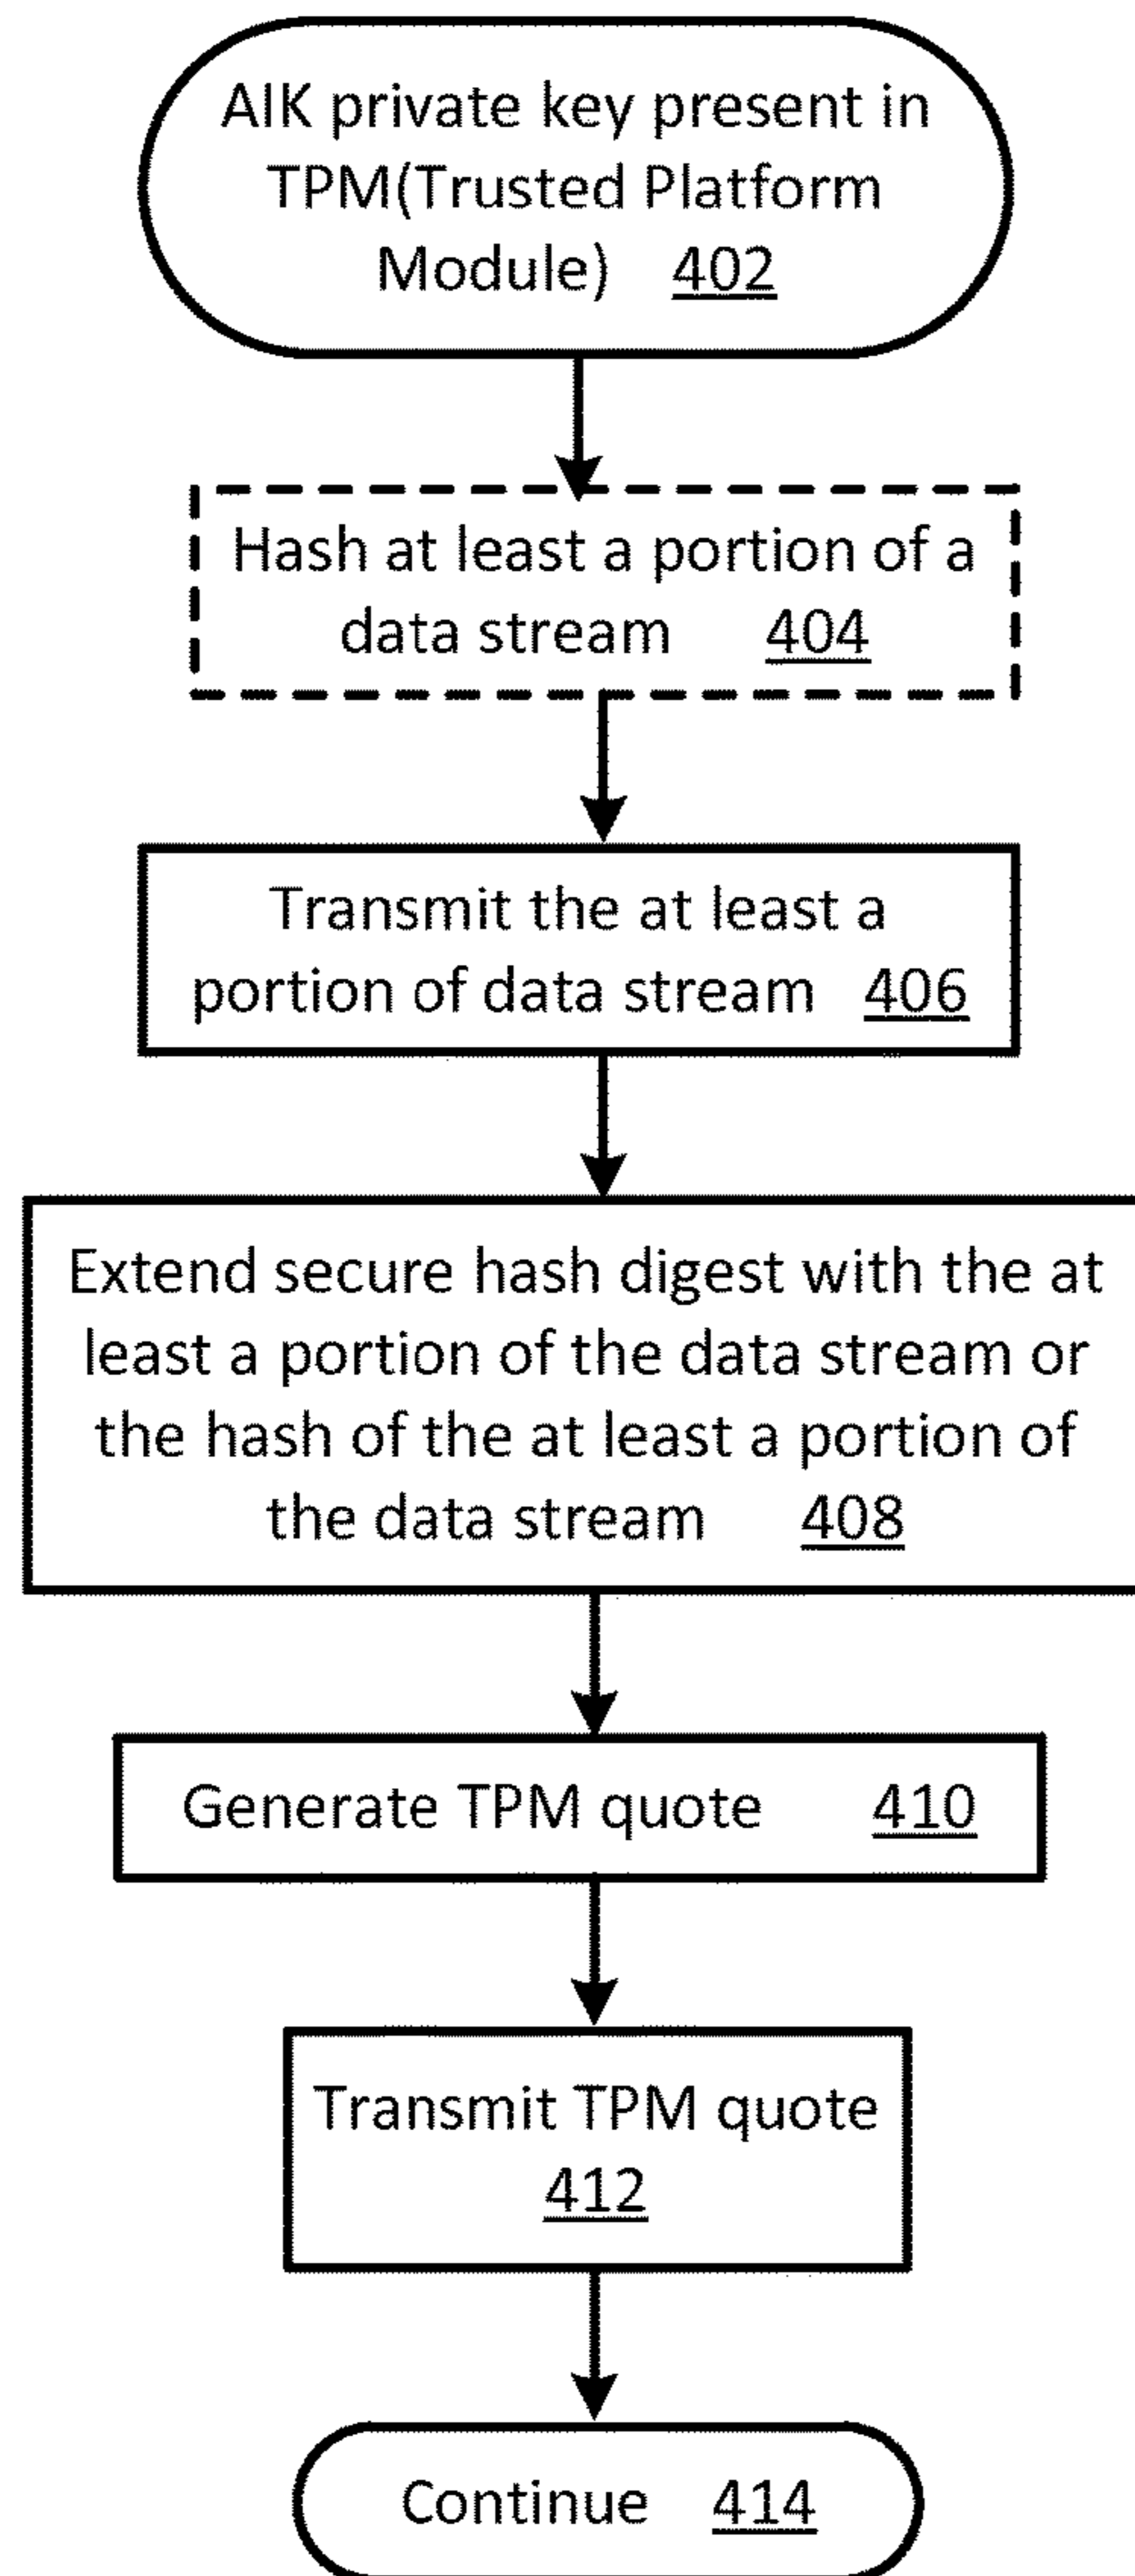 AIK private key present in
TPM(Trusted Platform
Module) 402
Hash at least a portion of a
data stream 404
Transmit the at least a
portion of data stream 406
Extend secure hash digest with the at
least a portion of the data stream or
the hash of the at least a portion of
the data stream 408
Generate TPM quote 410
Transmit TPM quote
412
Continue 414